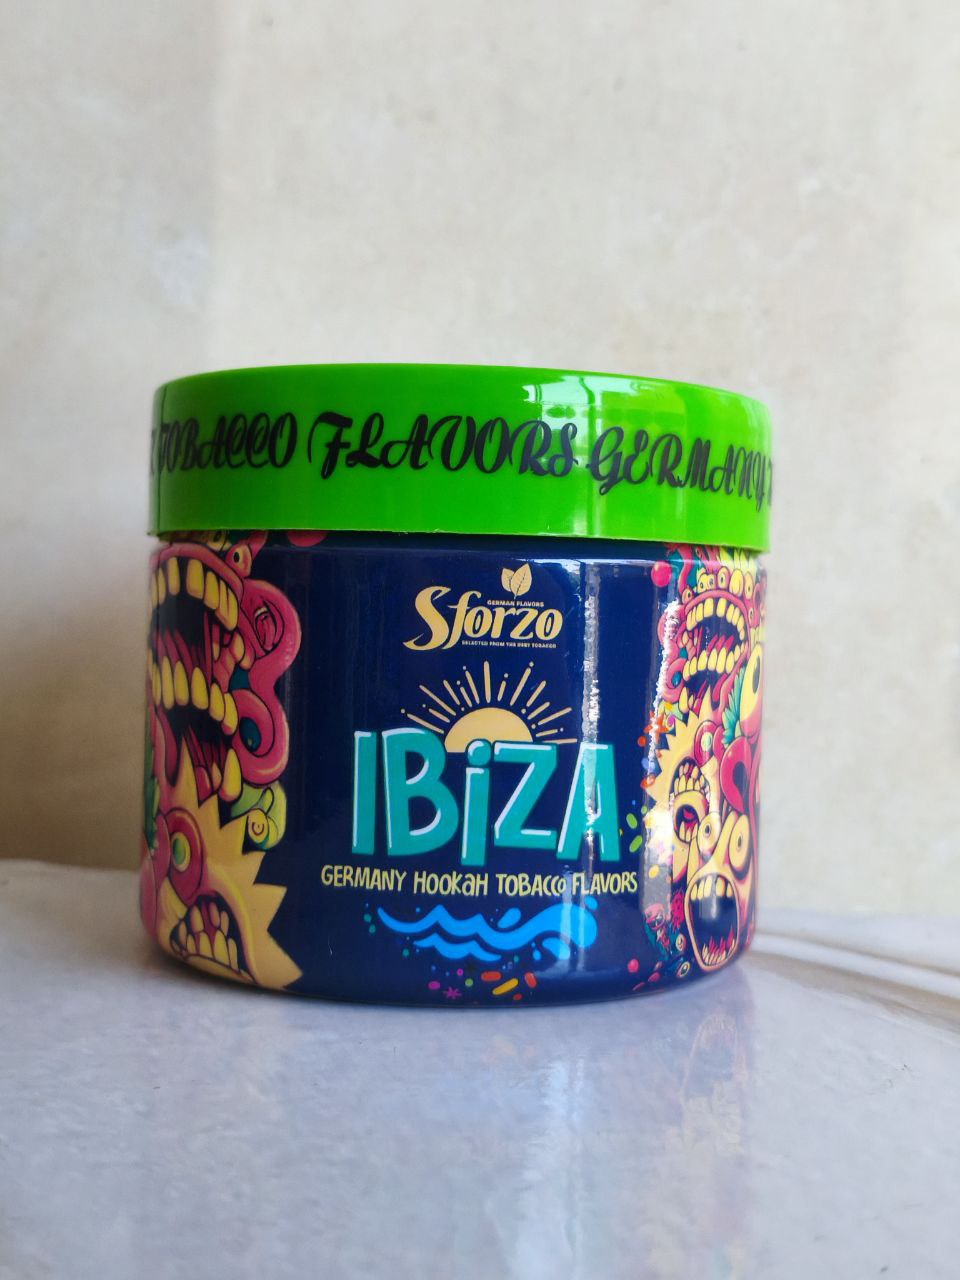 TOBACCO FLAVORS GERMANY
GERMAN FLAVORS
Sforzo
SELECTED FROM THE BEST TOBACCO
IBiZA
GERMANY HOOKAH TOBACCO FLAVORS